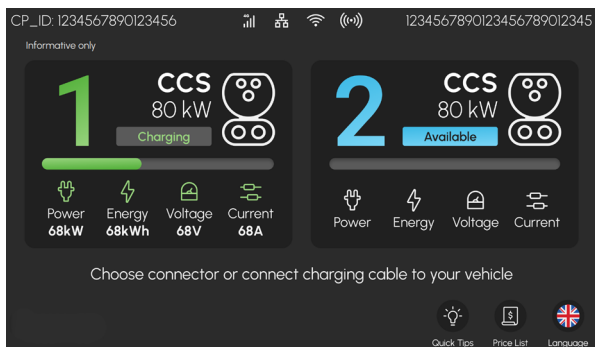 CP_ID: 1234567890123456
4G
1234567890123456789012345
Informative only
1
CCS
80 kW
Charging
Power
68kW
Energy
68kWh
Voltage
68V
Current
68A
2
CCS
80 kW
Available
Power
Energy
Voltage
Current
Choose connector or connect charging cable to your vehicle
$
Quick Tips
Price List
Language